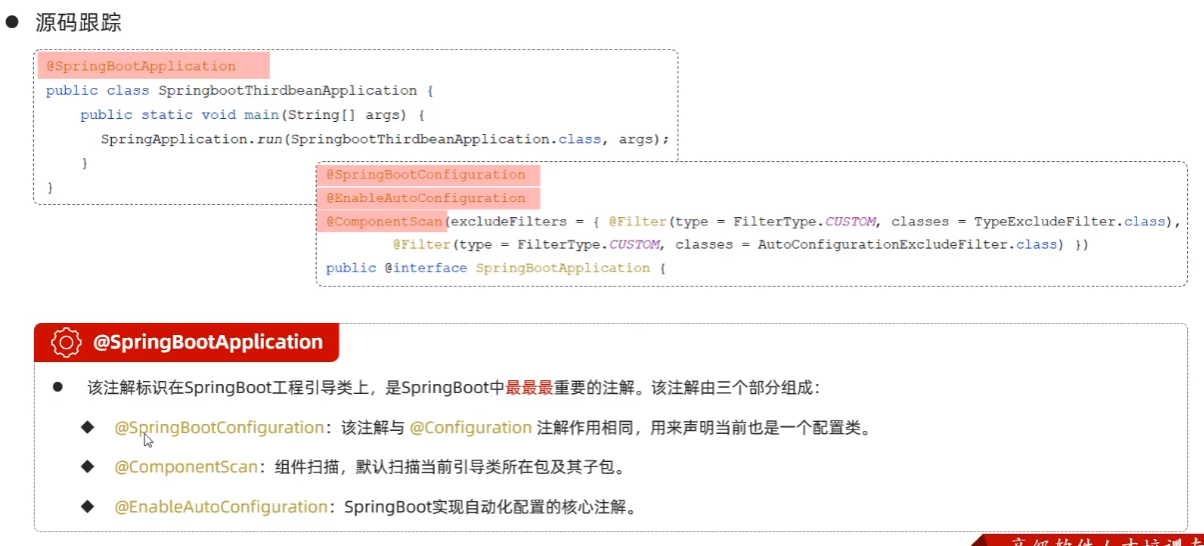 源码跟踪
@SpringBootApplication
public class SpringbootThirdbeanApplication {
public static void main(String[] args) {
SpringApplication.run(SpringbootThirdbeanApplication.class, args);
}
}
@SpringBootConfiguration
@EnableAutoConfiguration
@ComponentScan(excludeFilters = { @Filter(type = FilterType.CUSTOM, classes = TypeExcludeFilter.class),
@Filter(type = FilterType.CUSTOM, classes = AutoConfigurationExcludeFilter.class) })
public @interface SpringBootApplication {
@SpringBootApplication
该注解标识在SpringBoot工程引导类上，是SpringBoot中最最最重要的注解。该注解由三个部分组成：
@SpringBootConfiguration：该注解与 @Configuration 注解作用相同，用来声明当前也是一个配置类。
@ComponentScan：组件扫描，默认扫描当前引导类所在包及其子包。
@EnableAutoConfiguration：SpringBoot实现自动化配置的核心注解。